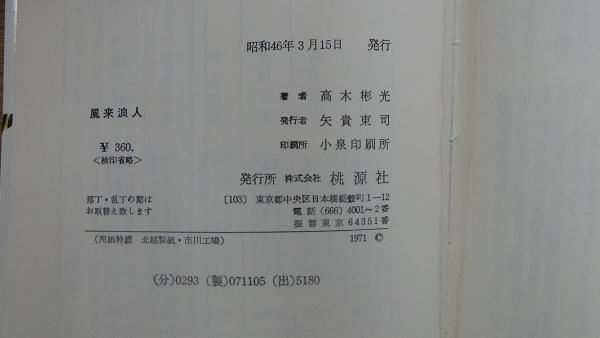 昭和46年3月15日 発行
著者 高木彬光
発行者 矢貴東司
印刷所 小泉印刷所
風来浪人
¥ 360.
<検印省略>
発行所 株式会社 桃源社
落丁・乱丁の節は
お取替え致します
〔103〕 東京都中央区日本橋蛎殻町1―12
電話 (666) 4001～2番
振替東京64351番
(用紙特漉 北越製紙・市川工場)
1971 ©
(分)0293 (製)071105 (出)5180